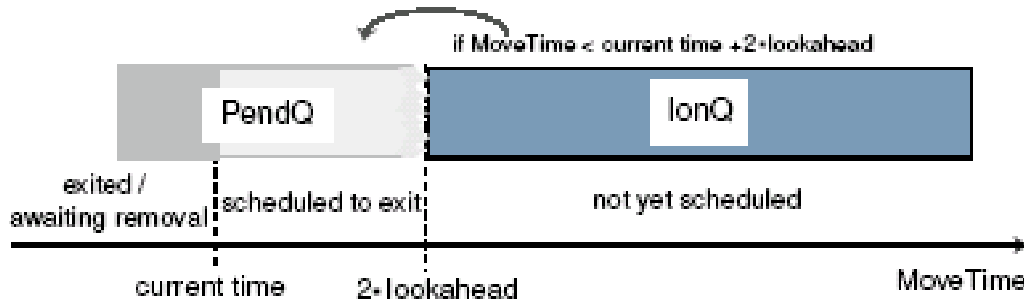 if MoveTime < current time +2•lookahead
PendQ
IonQ
exited /
awaiting removal
scheduled to exit
not yet scheduled
current time
2•lookahead
MoveTime